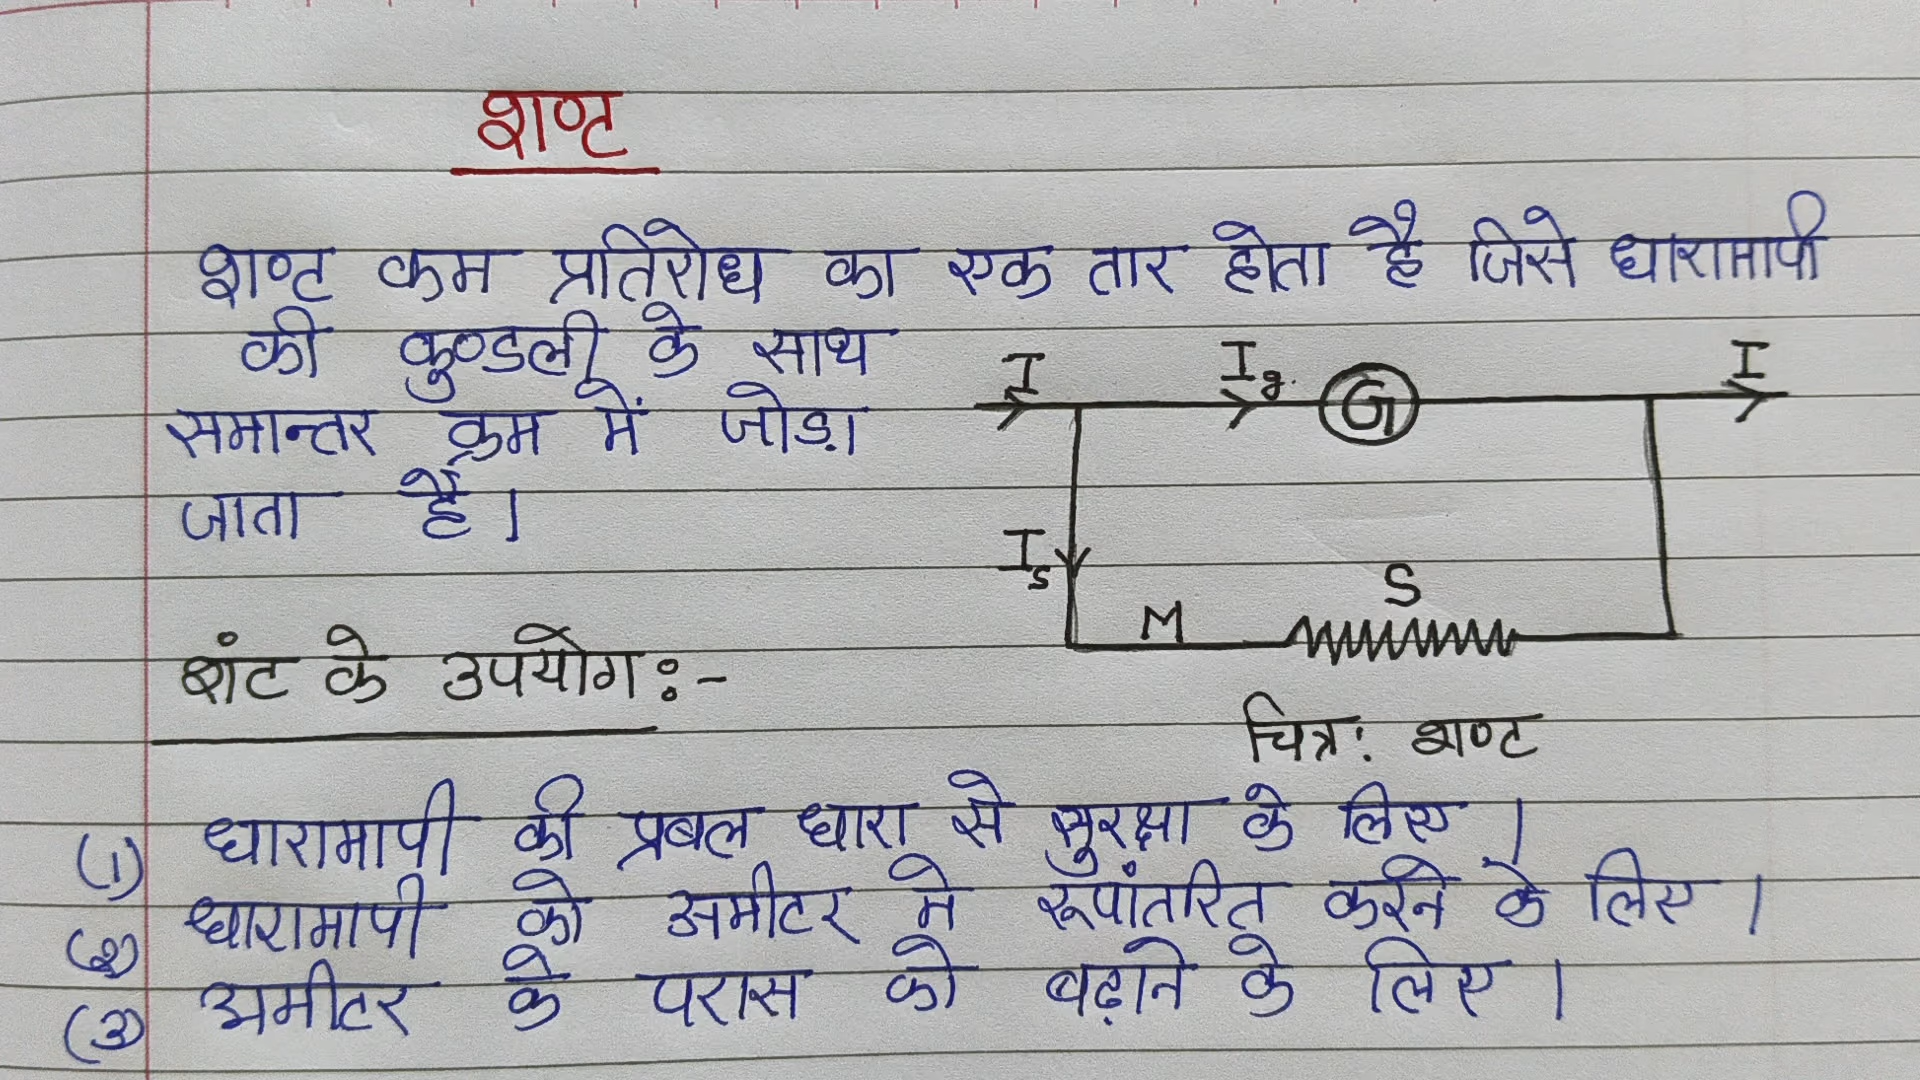 शण्ट
शण्ट कम प्रतिरोध का एक तार होता है जिसे धारामापी
की कुण्डली के साथ
समान्तर क्रम में जोड़ा
जाता है।
I Ig G I
Is
M S
चित्र: शण्ट
शंट के उपयोग:-
(1) धारामापी की प्रबल धारा से सुरक्षा के लिए।
(2) धारामापी को अमीटर मे रूपांतरित करने के लिए।
(3) अमीटर के परास को बढ़ाने के लिए।